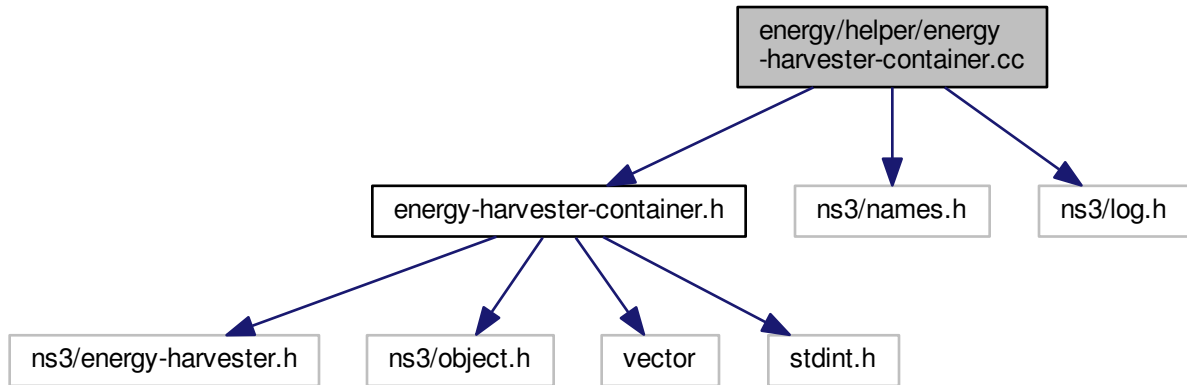 energy/helper/energy
-harvester-container.cc
energy-harvester-container.h
ns3/names.h
ns3/log.h
ns3/energy-harvester.h
ns3/object.h
vector
stdint.h